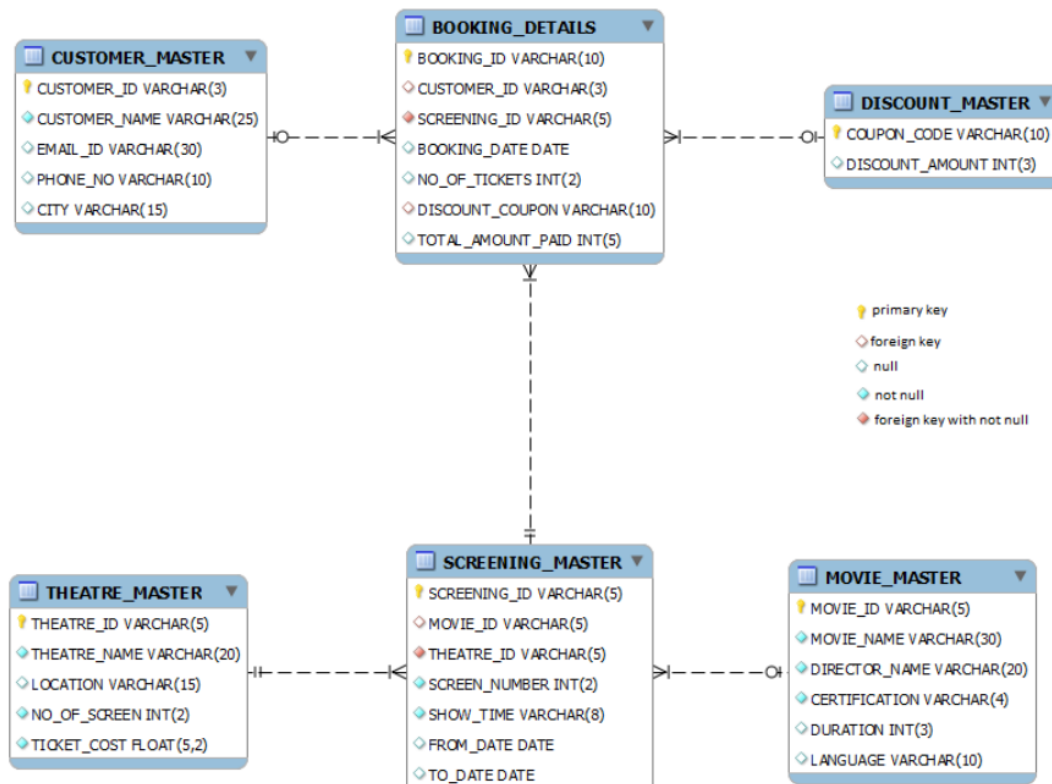 BOOKING_DETAILS
BOOKING_ID VARCHAR(10)
CUSTOMER_ID VARCHAR(3)
SCREENING_ID VARCHAR(5)
BOOKING_DATE DATE
NO_OF_TICKETS INT(2)
DISCOUNT_COUPON VARCHAR(10)
TOTAL_AMOUNT_PAID INT(5)
CUSTOMER_MASTER
CUSTOMER_ID VARCHAR(3)
CUSTOMER_NAME VARCHAR(25)
EMAIL_ID VARCHAR(30)
PHONE_NO VARCHAR(10)
CITY VARCHAR(15)
DISCOUNT_MASTER
COUPON_CODE VARCHAR(10)
DISCOUNT_AMOUNT INT(3)
primary key
foreign key
null
not null
foreign key with not null
THEATRE_MASTER
THEATRE_ID VARCHAR(5)
THEATRE_NAME VARCHAR(20)
LOCATION VARCHAR(15)
NO_OF_SCREEN INT(2)
TICKET_COST FLOAT(5,2)
SCREENING_MASTER
SCREENING_ID VARCHAR(5)
MOVIE_ID VARCHAR(5)
THEATRE_ID VARCHAR(5)
SCREEN_NUMBER INT(2)
SHOW_TIME VARCHAR(8)
FROM_DATE DATE
TO_DATE DATE
MOVIE_MASTER
MOVIE_ID VARCHAR(5)
MOVIE_NAME VARCHAR(30)
DIRECTOR_NAME VARCHAR(20)
CERTIFICATION VARCHAR(4)
DURATION INT(3)
LANGUAGE VARCHAR(10)